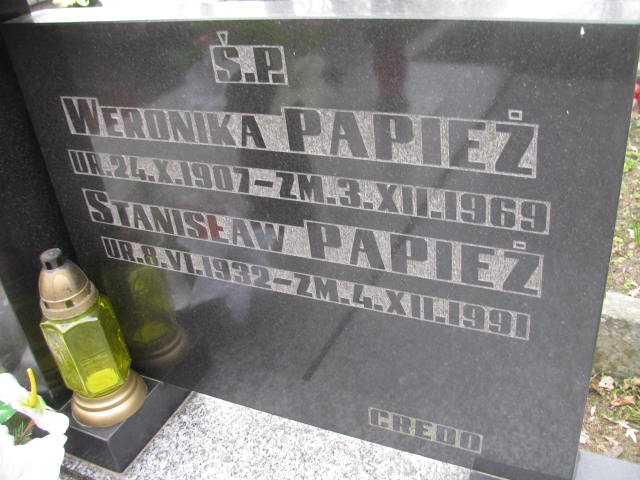 Ś.P.
WERONIKA PAPIEŻ
UR.24.X.1907-ZM.3.XII.1969
STANISŁAW PAPIEŻ
UR.8.VI.1932-ZM.4.XII.1991
CREDO